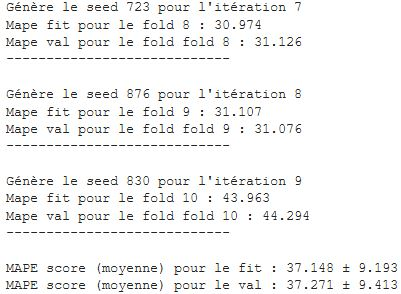 Génère le seed 723 pour l'itération 7
Mape fit pour le fold 8 : 30.974
Mape val pour le fold fold 8 : 31.126
----------------------------
Génère le seed 876 pour l'itération 8
Mape fit pour le fold 9 : 31.107
Mape val pour le fold fold 9 : 31.076
----------------------------
Génère le seed 830 pour l'itération 9
Mape fit pour le fold 10 : 43.963
Mape val pour le fold fold 10 : 44.294
----------------------------
MAPE score (moyenne) pour le fit : 37.148 ± 9.193
MAPE score (moyenne) pour le val : 37.271 ± 9.413